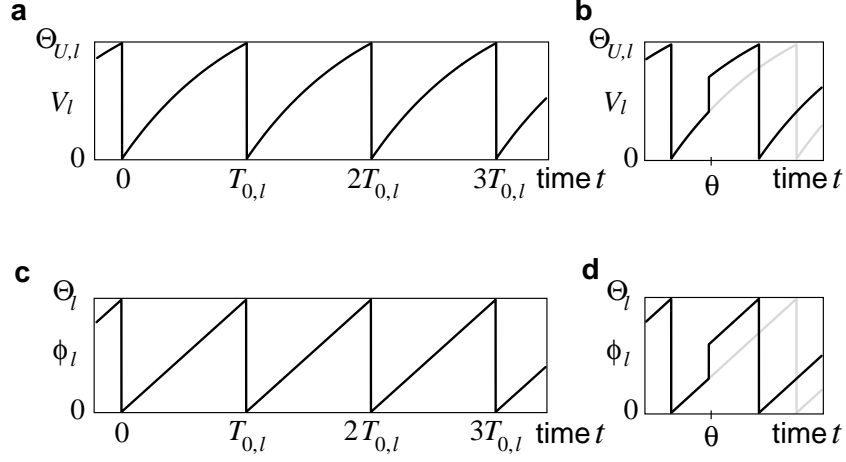 a b
Θ_{U,l} Θ_{U,l}
V_l V_l
0 0
0 T_{0,l} 2T_{0,l} 3T_{0,l} time t θ time t
c d
Θ_l Θ_l
ϕ_l ϕ_l
0 0
0 T_{0,l} 2T_{0,l} 3T_{0,l} time t θ time t